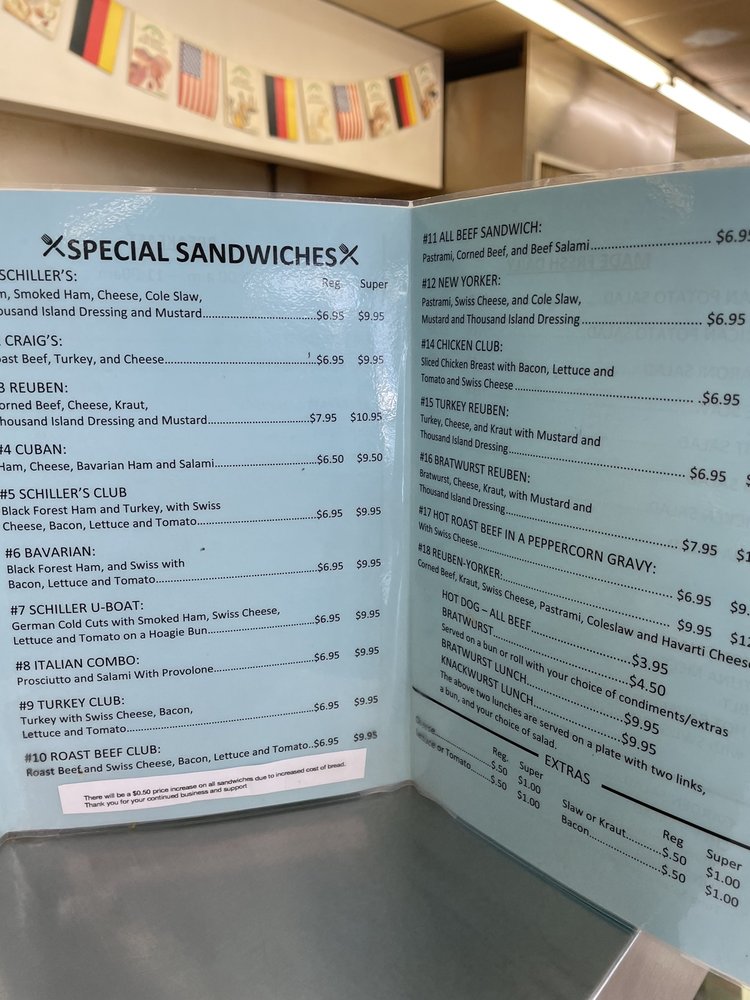 SPECIAL SANDWICHES
SCHILLER'S: Reg Super
Smoked Ham, Cheese, Cole Slaw,
Island Dressing and Mustard $6.95 $9.95
CRAIG'S:
Beef, Turkey, and Cheese $6.95 $9.95
REUBEN:
Beef, Cheese, Kraut,
Island Dressing and Mustard $7.95 $10.95
#4 CUBAN:
Ham, Cheese, Bavarian Ham and Salami $6.50 $9.50
#5 SCHILLER'S CLUB
Black Forest Ham and Turkey, with Swiss
Cheese, Bacon, Lettuce and Tomato $6.95 $9.95
#6 BAVARIAN:
Black Forest Ham, and Swiss with
Bacon, Lettuce and Tomato $6.95 $9.95
#7 SCHILLER U-BOAT:
German Cold Cuts with Smoked Ham, Swiss Cheese,
Lettuce and Tomato on a Hoagie Bun $6.95 $9.95
#8 ITALIAN COMBO:
Prosciutto and Salami With Provolone $6.95 $9.95
#9 TURKEY CLUB:
Turkey with Swiss Cheese, Bacon,
Lettuce and Tomato $6.95 $9.95
#10 ROAST BEEF CLUB:
Roast Beef and Swiss Cheese, Bacon, Lettuce and Tomato..$6.95 $9.95
There will be a $0.50 price increase on all sandwiches due to increased cost of bread.
Thank you for your continued business and support
#11 ALL BEEF SANDWICH:
Pastrami, Corned Beef, and Beef Salami
#12 NEW YORKER:
Pastrami, Swiss Cheese, and Cole Slaw,
Mustard and Thousand Island Dressing $6.95
#14 CHICKEN CLUB:
Sliced Chicken Breast with Bacon, Lettuce and
Tomato and Swiss Cheese $6.95
#15 TURKEY REUBEN:
Turkey, Cheese, and Kraut with Mustard and
Thousand Island Dressing $6.95
#16 BRATWURST REUBEN:
Bratwurst, Cheese, Kraut, with Mustard and
Thousand Island Dressing $7.95
#17 HOT ROAST BEEF IN A PEPPERCORN GRAVY:
With Swiss Cheese $6.95
#18 REUBEN-YORKER:
Corned Beef, Kraut, Swiss Cheese, Pastrami, Coleslaw and Havarti Cheese
$9.95
HOT DOG – ALL BEEF $3.95
BRATWURST $4.50
Served on a bun or roll with your choice of condiments/extras
BRATWURST LUNCH $9.95
KNACKWURST LUNCH $9.95
The above two lunches are served on a plate with two links,
a bun, and your choice of salad.
EXTRAS
Reg. Super
Cheese $.50 $1.00
Lettuce or Tomato $.50 $1.00
Reg Super
Slaw or Kraut $.50 $1.00
Bacon $.50 $1.00